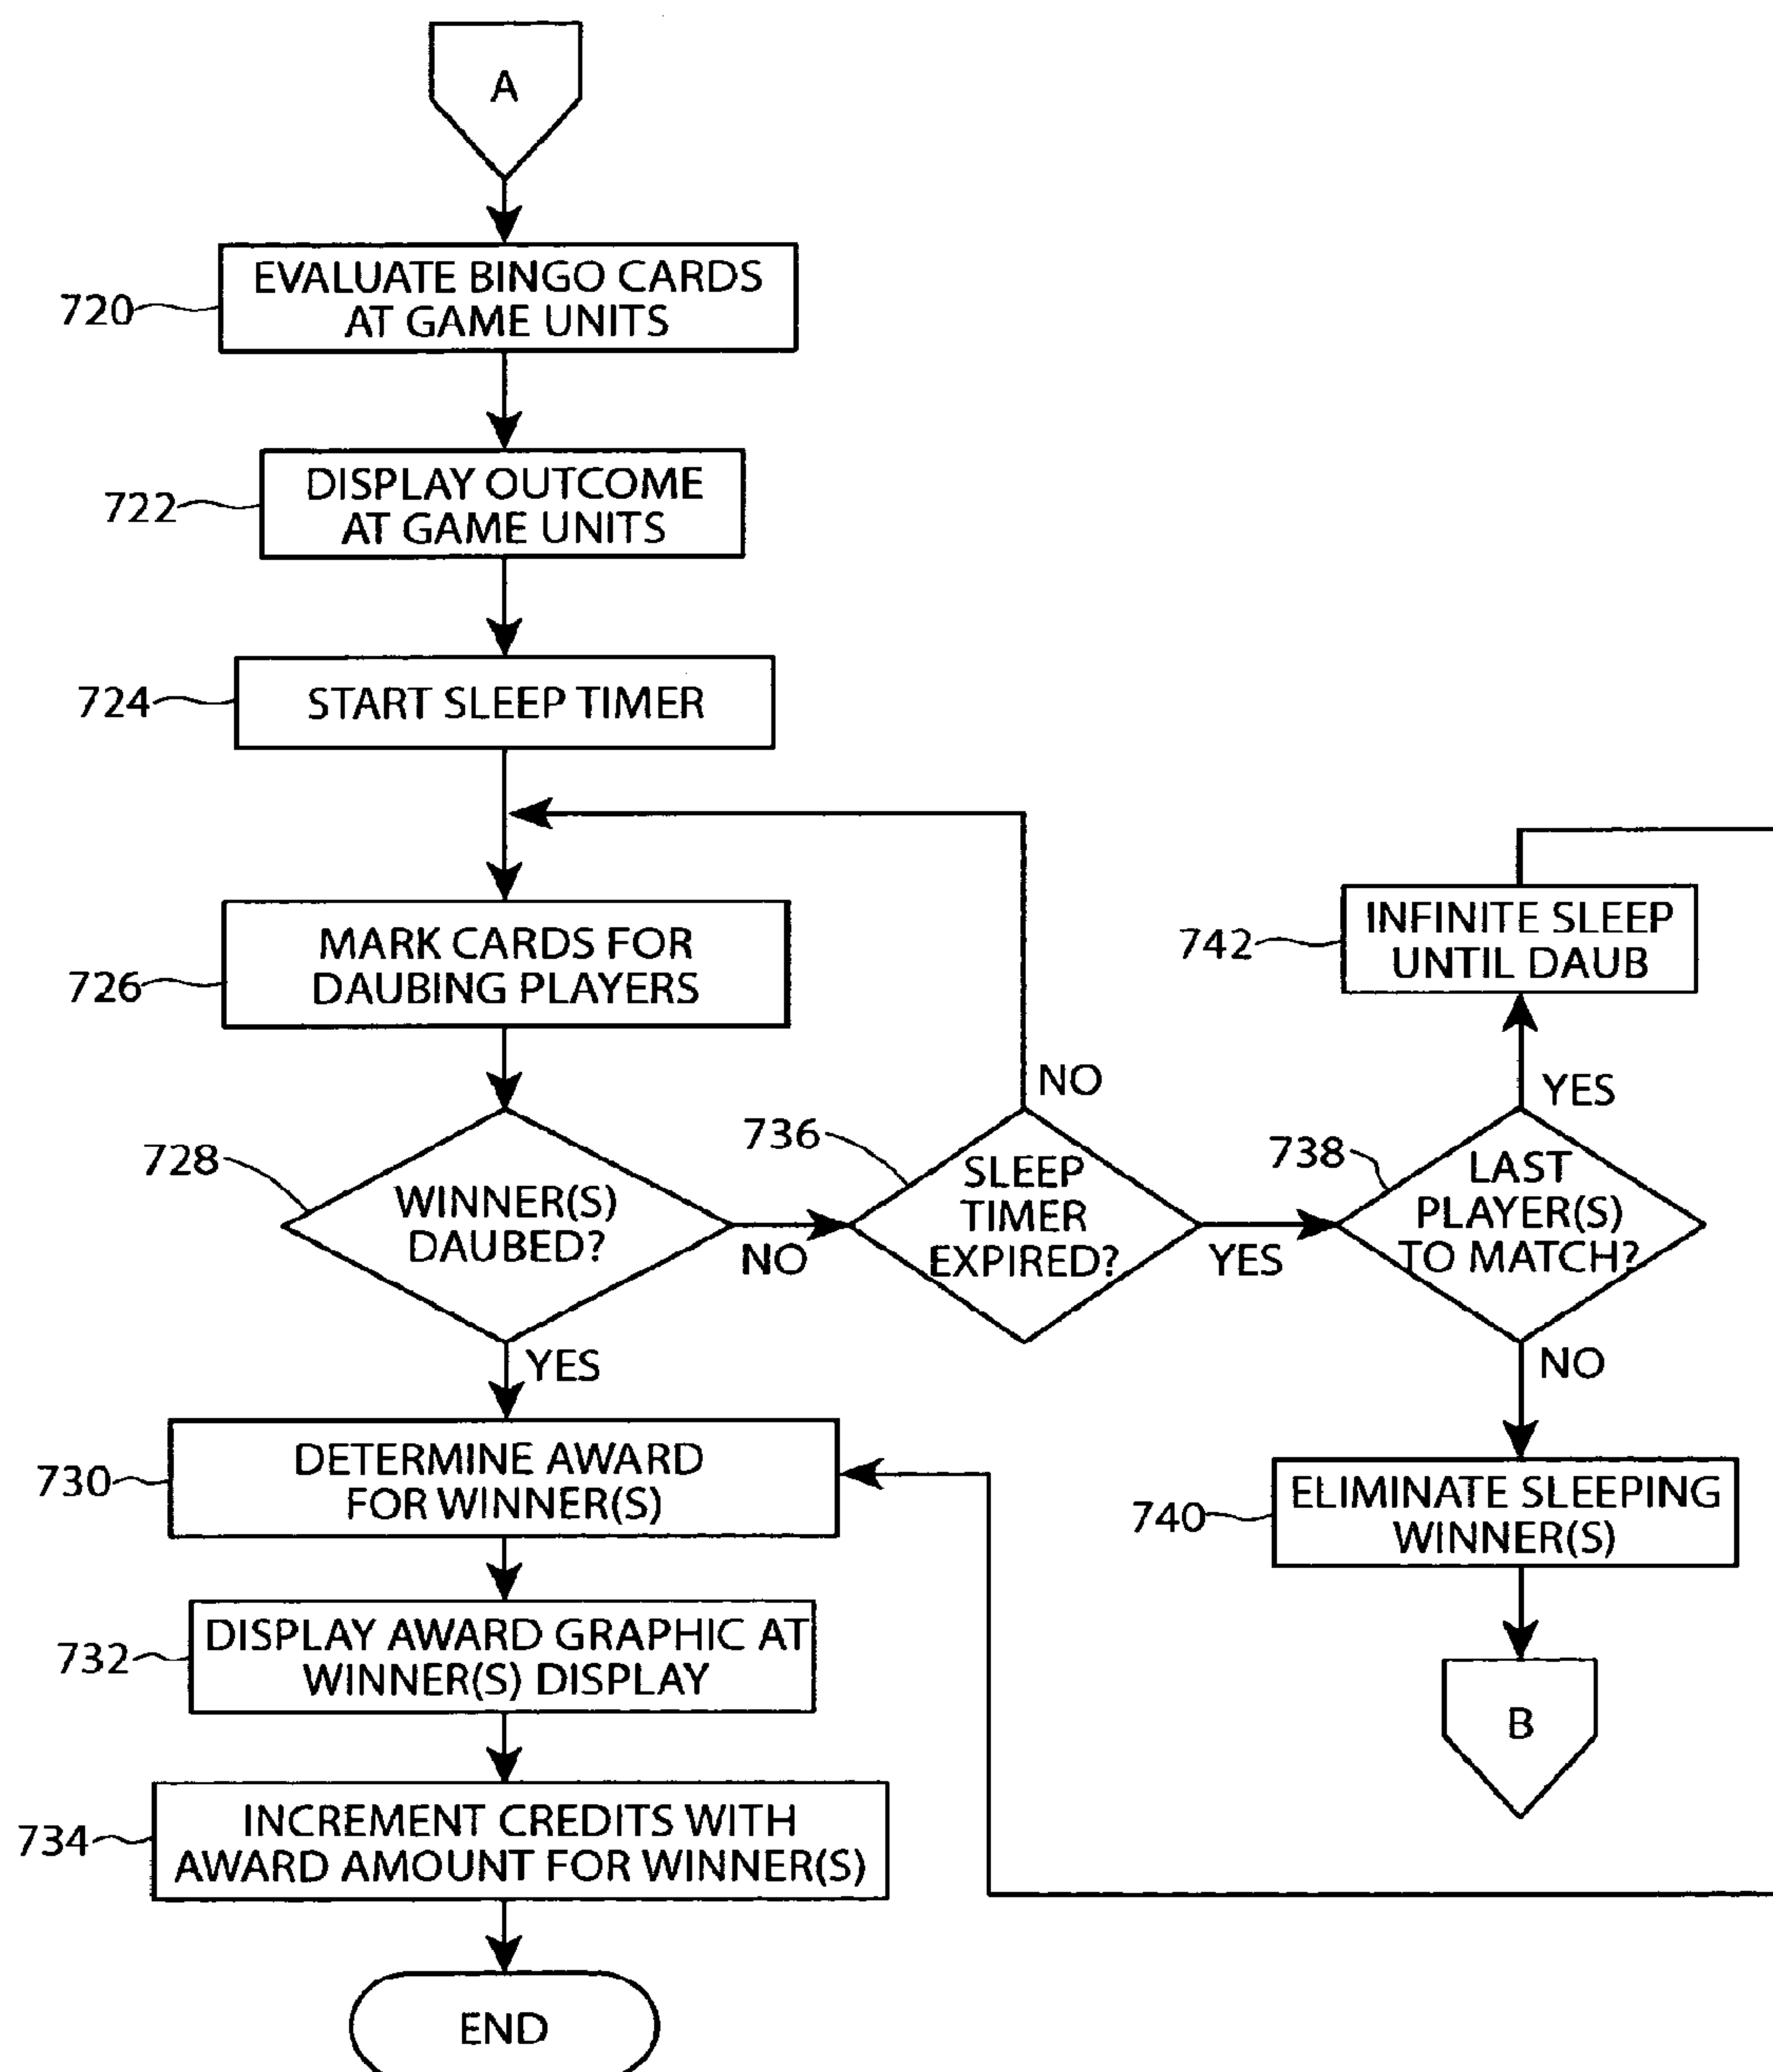 A
EVALUATE BINGO CARDS
AT GAME UNITS
720
DISPLAY OUTCOME
AT GAME UNITS
722
START SLEEP TIMER
724
MARK CARDS FOR
DAUBING PLAYERS
726
INFINITE SLEEP
UNTIL DAUB
742
NO
YES
728
WINNER(S)
DAUBED?
736
SLEEP
TIMER
EXPIRED?
738
LAST
PLAYER(S)
TO MATCH?
NO
YES
YES
NO
DETERMINE AWARD
FOR WINNER(S)
730
ELIMINATE SLEEPING
WINNER(S)
740
DISPLAY AWARD GRAPHIC AT
WINNER(S) DISPLAY
732
B
INCREMENT CREDITS WITH
AWARD AMOUNT FOR WINNER(S)
734
END